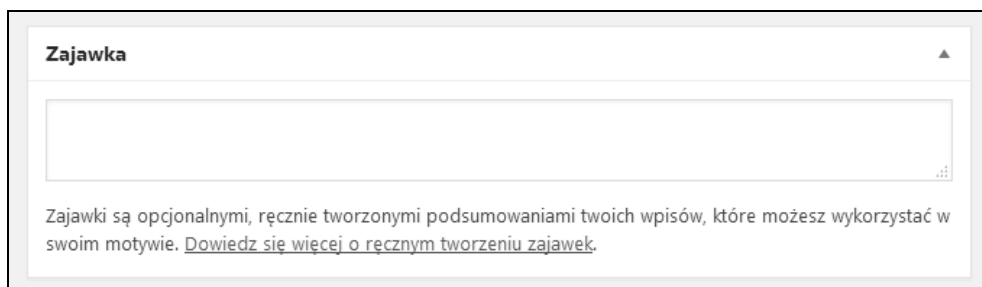 Zajawka
Zajawki są opcjonalnymi, ręcznie tworzonymi podsumowaniami twoich wpisów, które możesz wykorzystać w
swoim motywie. Dowiedz się więcej o ręcznym tworzeniu zajawek.